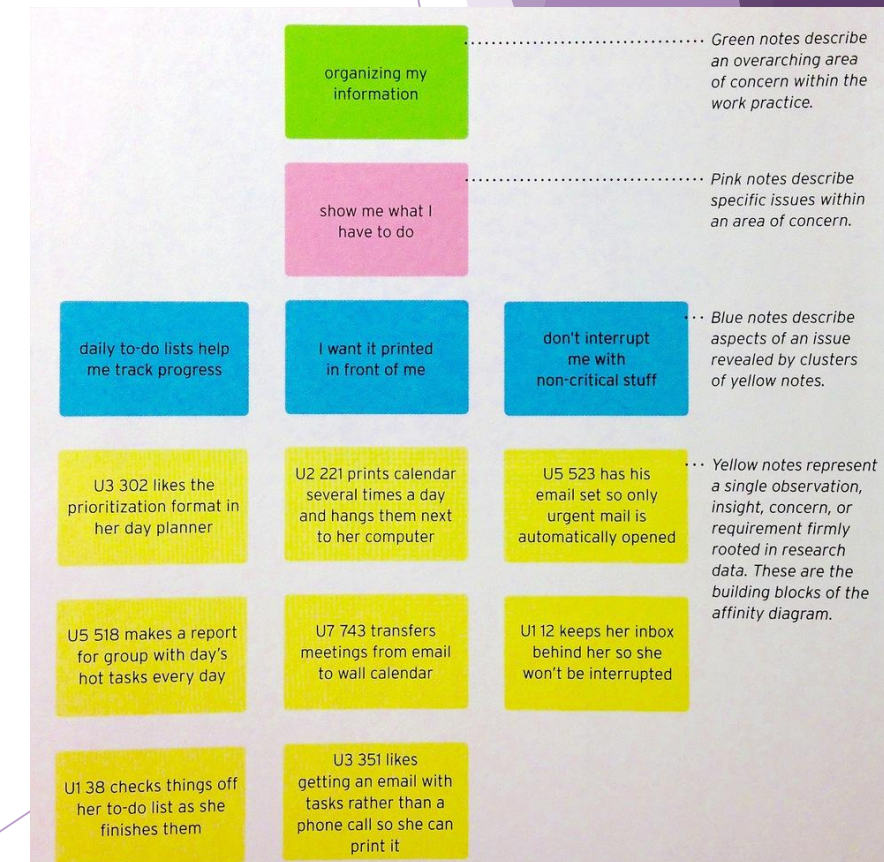 organizing my
information
Green notes describe
an overarching area
of concern within the
work practice.
show me what I
have to do
Pink notes describe
specific issues within
an area of concern.
daily to-do lists help
me track progress
I want it printed
in front of me
don't interrupt
me with
non-critical stuff
Blue notes describe
aspects of an issue
revealed by clusters
of yellow notes.
U3 302 likes the
prioritization format in
her day planner
U2 221 prints calendar
several times a day
and hangs them next
to her computer
U5 523 has his
email set so only
urgent mail is
automatically opened
Yellow notes represent
a single observation,
insight, concern, or
requirement firmly
rooted in research
data. These are the
building blocks of the
affinity diagram.
U5 518 makes a report
for group with day's
hot tasks every day
U7 743 transfers
meetings from email
to wall calendar
U1 12 keeps her inbox
behind her so she
won't be interrupted
U1 38 checks things off
her to-do list as she
finishes them
U3 351 likes
getting an email with
tasks rather than a
phone call so she can
print it